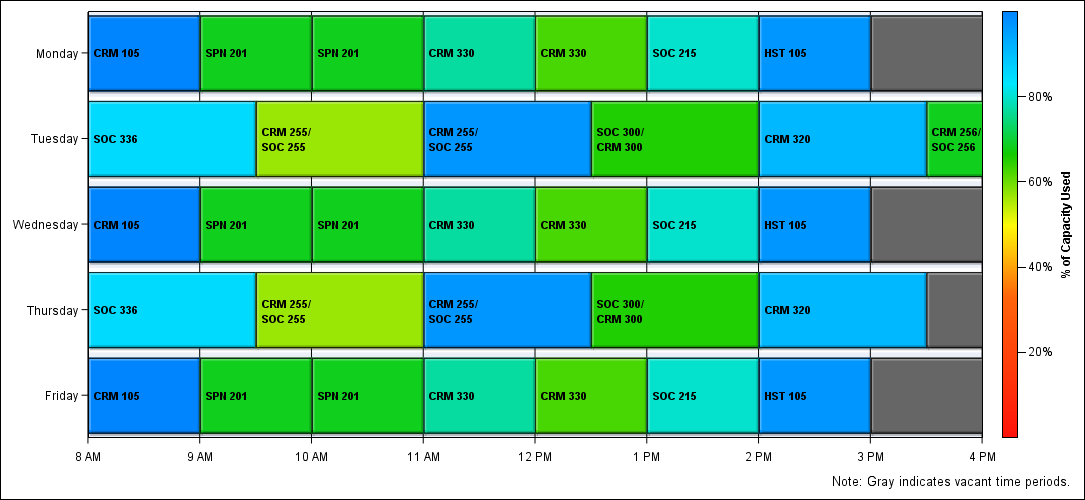 Monday
CRM 105
SPN 201
SPN 201
CRM 330
CRM 330
SOC 215
HST 105
Tuesday
SOC 336
CRM 255/
SOC 255
CRM 255/
SOC 255
SOC 300/
CRM 300
CRM 320
CRM 256/
SOC 256
Wednesday
CRM 105
SPN 201
SPN 201
CRM 330
CRM 330
SOC 215
HST 105
Thursday
SOC 336
CRM 255/
SOC 255
CRM 255/
SOC 255
SOC 300/
CRM 300
CRM 320
Friday
CRM 105
SPN 201
SPN 201
CRM 330
CRM 330
SOC 215
HST 105
8 AM
9 AM
10 AM
11 AM
12 PM
1 PM
2 PM
3 PM
4 PM
80%
60%
40%
20%
% of Capacity Used
Note: Gray indicates vacant time periods.